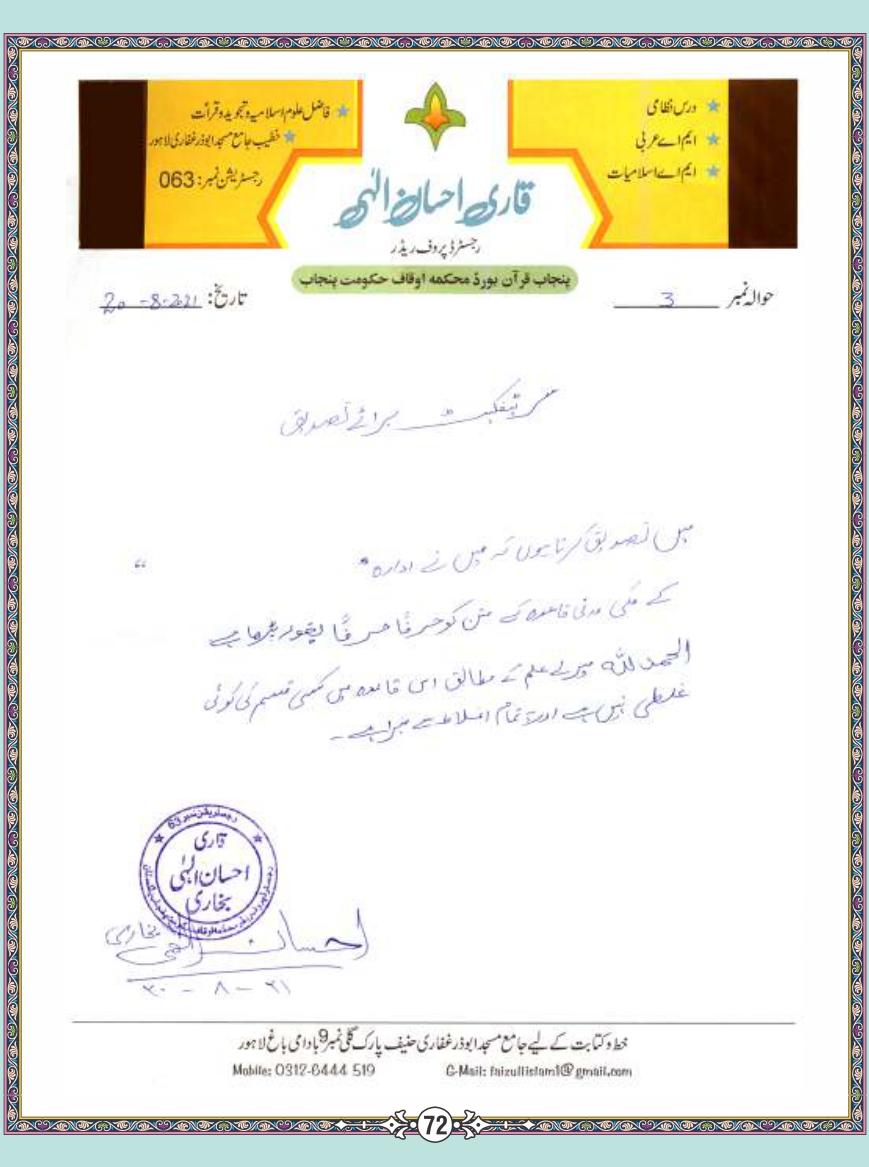 درس نظامی
ایم اے عربی
ایم اے اسلامیات
فاضل علوم اسلامیہ و تجوید و قرأت
خطیب جامع مسجد ابوذر غفاری لاہور
رجسٹریشن نمبر: 063
قاری احسان الٰہی
رجسٹرڈ پروف ریڈر
پنجاب قرآن بورڈ محکمہ اوقاف حکومت پنجاب
حوالہ نمبر 3
تاریخ: 20-8-2021
سرٹیفکیٹ برائے تصدیق
میں تصدیق کرتا ہوں کہ میں نے ادارہ " "
کے مکی مدنی قاعدہ کے متن کو حرفًا حرفًا بغور پڑھا ہے
الحمد للہ میرے علم کے مطابق اس قاعدہ میں کسی قسم کی کوئی
غلطی نہیں ہے اور تمام اغلاط سے مبرا ہے ۔
رجسٹریشن نمبر 63
قاری
احسان الٰہی
بخاری
احسان الٰہی بخاری
۲۰ - ۸ - ۲۱
خط و کتابت کے لیے جامع مسجد ابوذر غفاری حنیف پارک گلی نمبر 9 بادامی باغ لاہور
Mobile: 0312-6444 519 G-Mail: faizullislam1@gmail.com
72